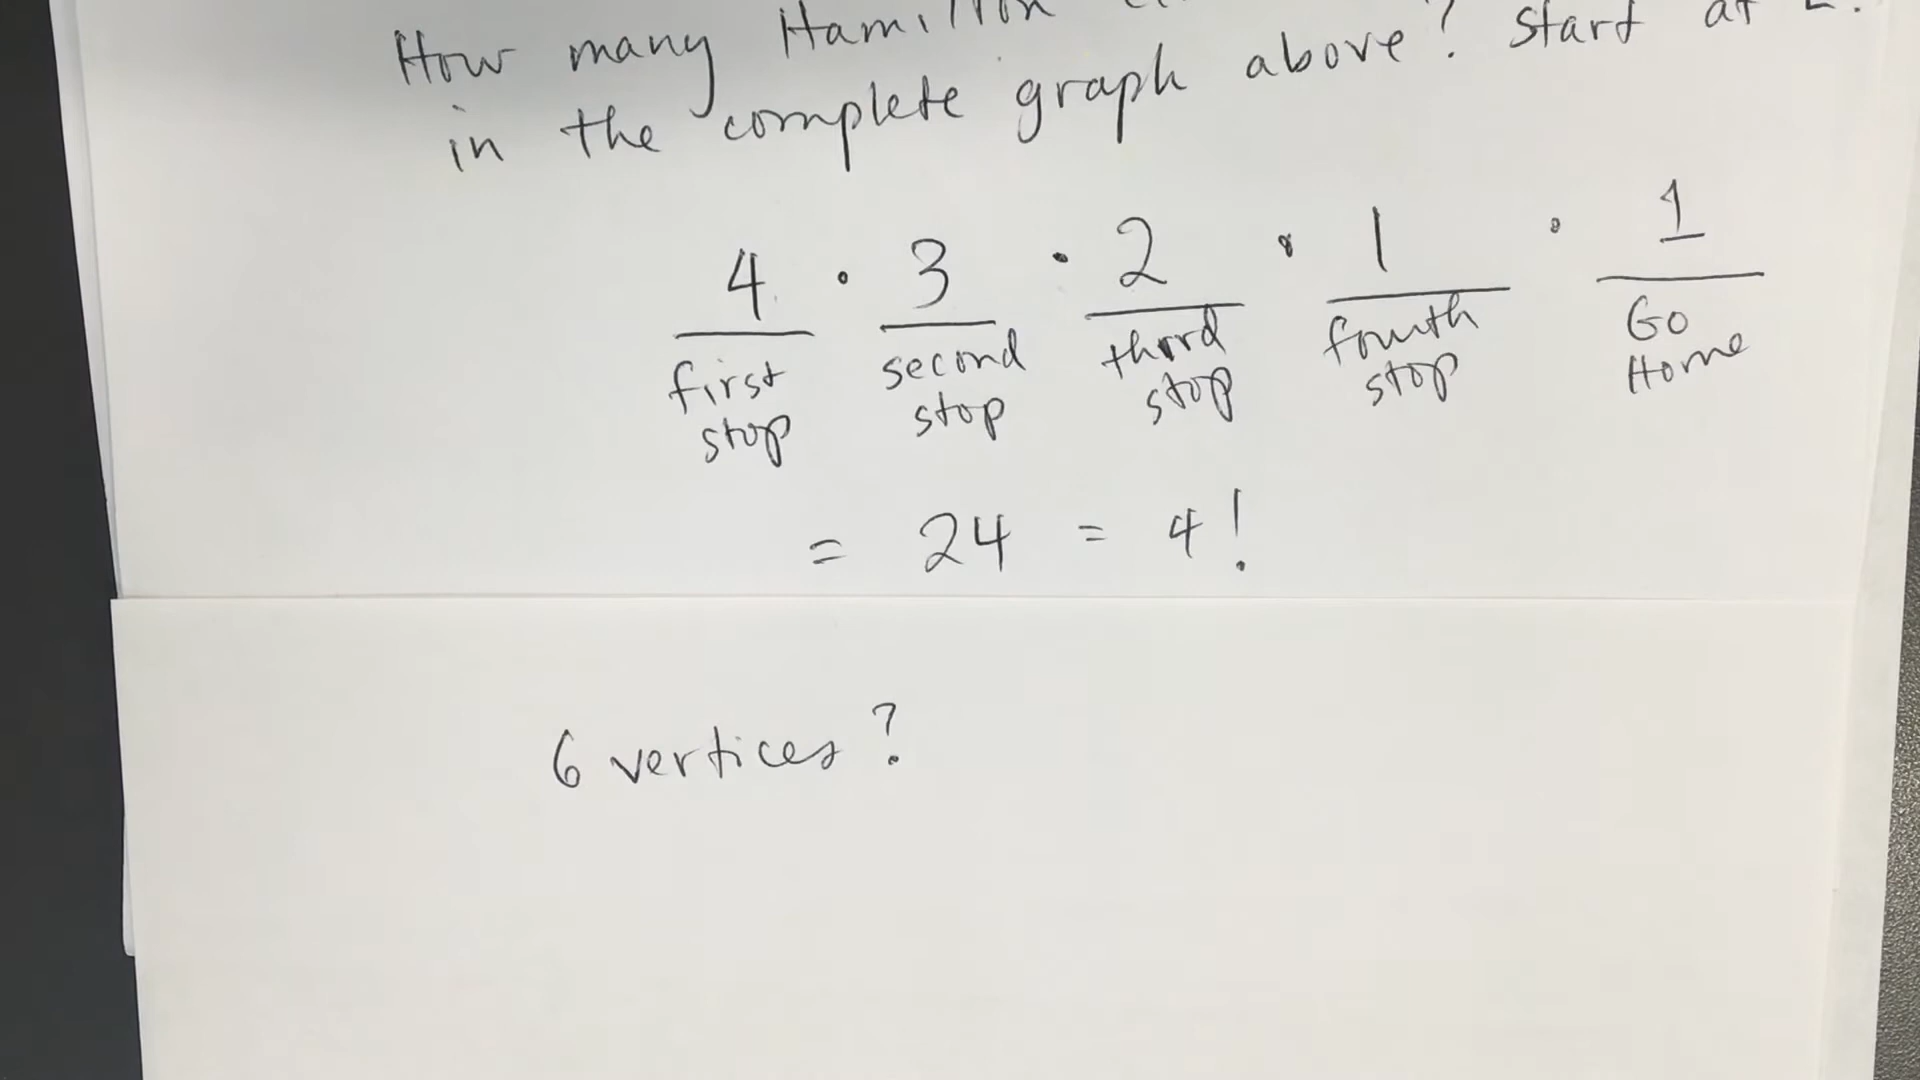 How many Hamilton
in the complete graph above? Start at
4 · 3 · 2 · 1 · 1
first stop second stop third stop fourth stop Go Home
= 24 = 4!
6 vertices?